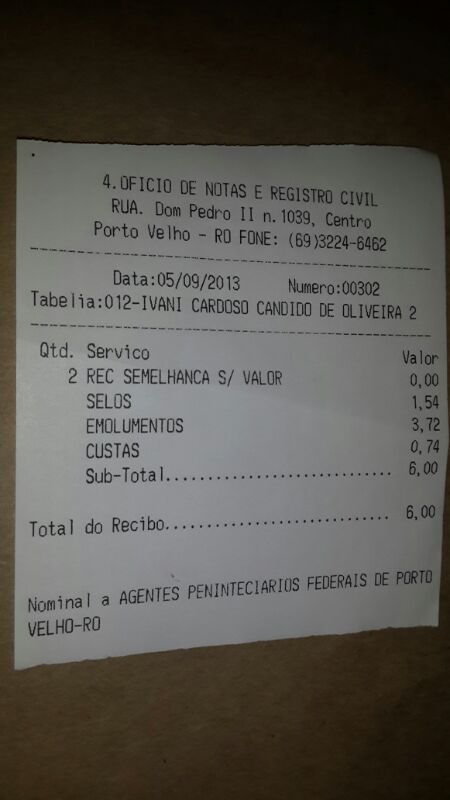 4.OFICIO DE NOTAS E REGISTRO CIVIL
RUA. Dom Pedro II n.1039, Centro
Porto Velho - RO FONE: (69)3224-6462
Data:05/09/2013 Numero:00302
Tabelia:012-IVANI CARDOSO CANDIDO DE OLIVEIRA 2
Qtd. Servico Valor
2 REC SEMELHANCA S/ VALOR 0,00
SELOS 1,54
EMOLUMENTOS 3,72
CUSTAS 0,74
Sub-Total............................ 6,00
Total do Recibo............................ 6,00
Nominal a AGENTES PENINTECIARIOS FEDERAIS DE PORTO
VELHO-RO